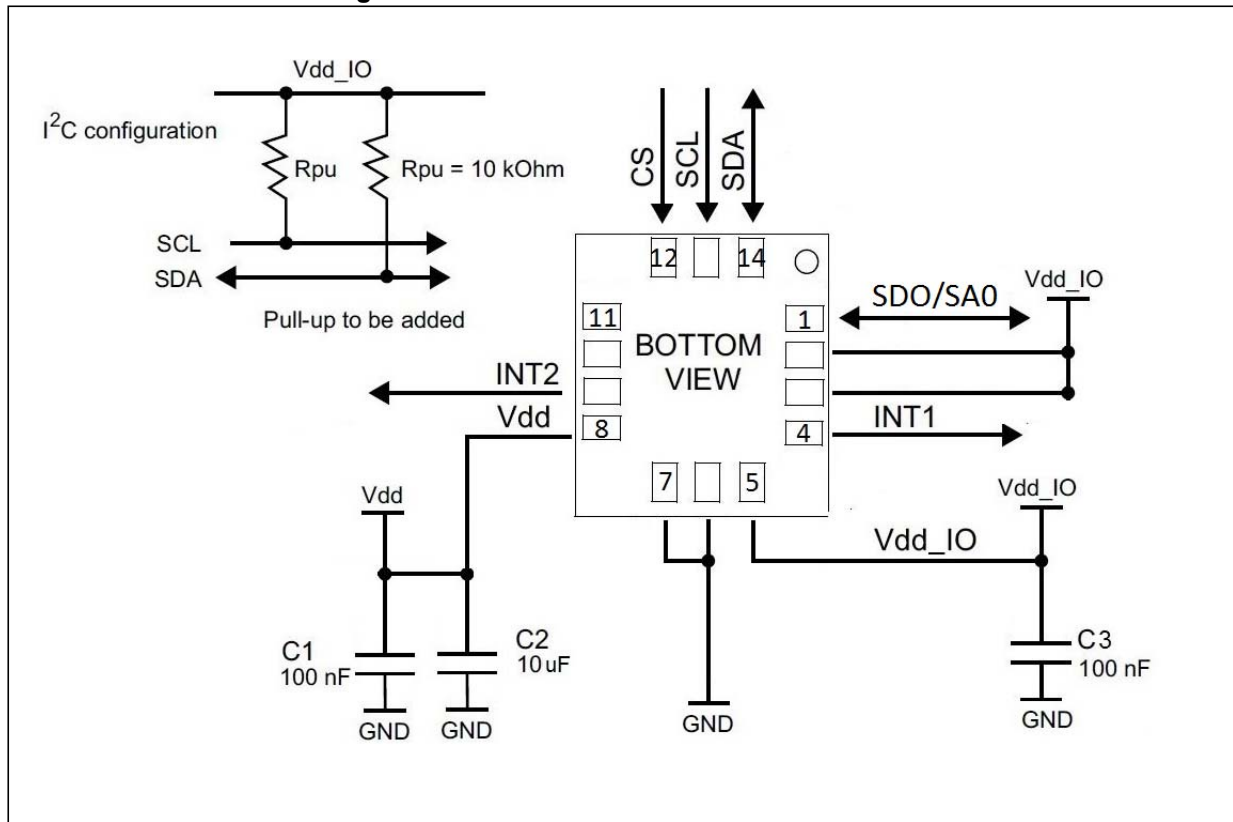 Vdd_IO
I²C configuration
Rpu
Rpu = 10 kOhm
SCL
SDA
Pull-up to be added
CS
SCL
SDA
12
14
11
1
BOTTOM
VIEW
8
4
7
5
SDO/SA0
Vdd_IO
INT2
Vdd
INT1
Vdd
C1
100 nF
C2
10uF
GND
GND
GND
Vdd_IO
Vdd_IO
C3
100 nF
GND